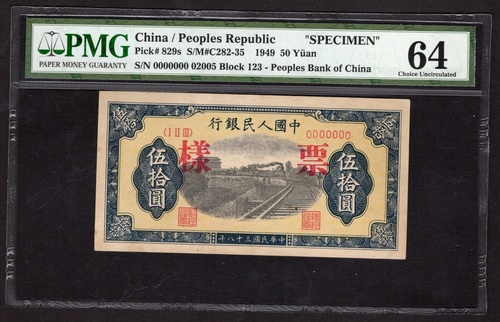 PMG
PAPER MONEY GUARANTY
China / Peoples Republic "SPECIMEN"
Pick# 829s S/M#C282-35 1949 50 Yüan
S/N 0000000 02005 Block 123 - Peoples Bank of China
64
Choice Uncirculated
行銀民人國中
(I II III) 0000000
樣 票
伍拾圓 伍拾圓
年八十三國民華中